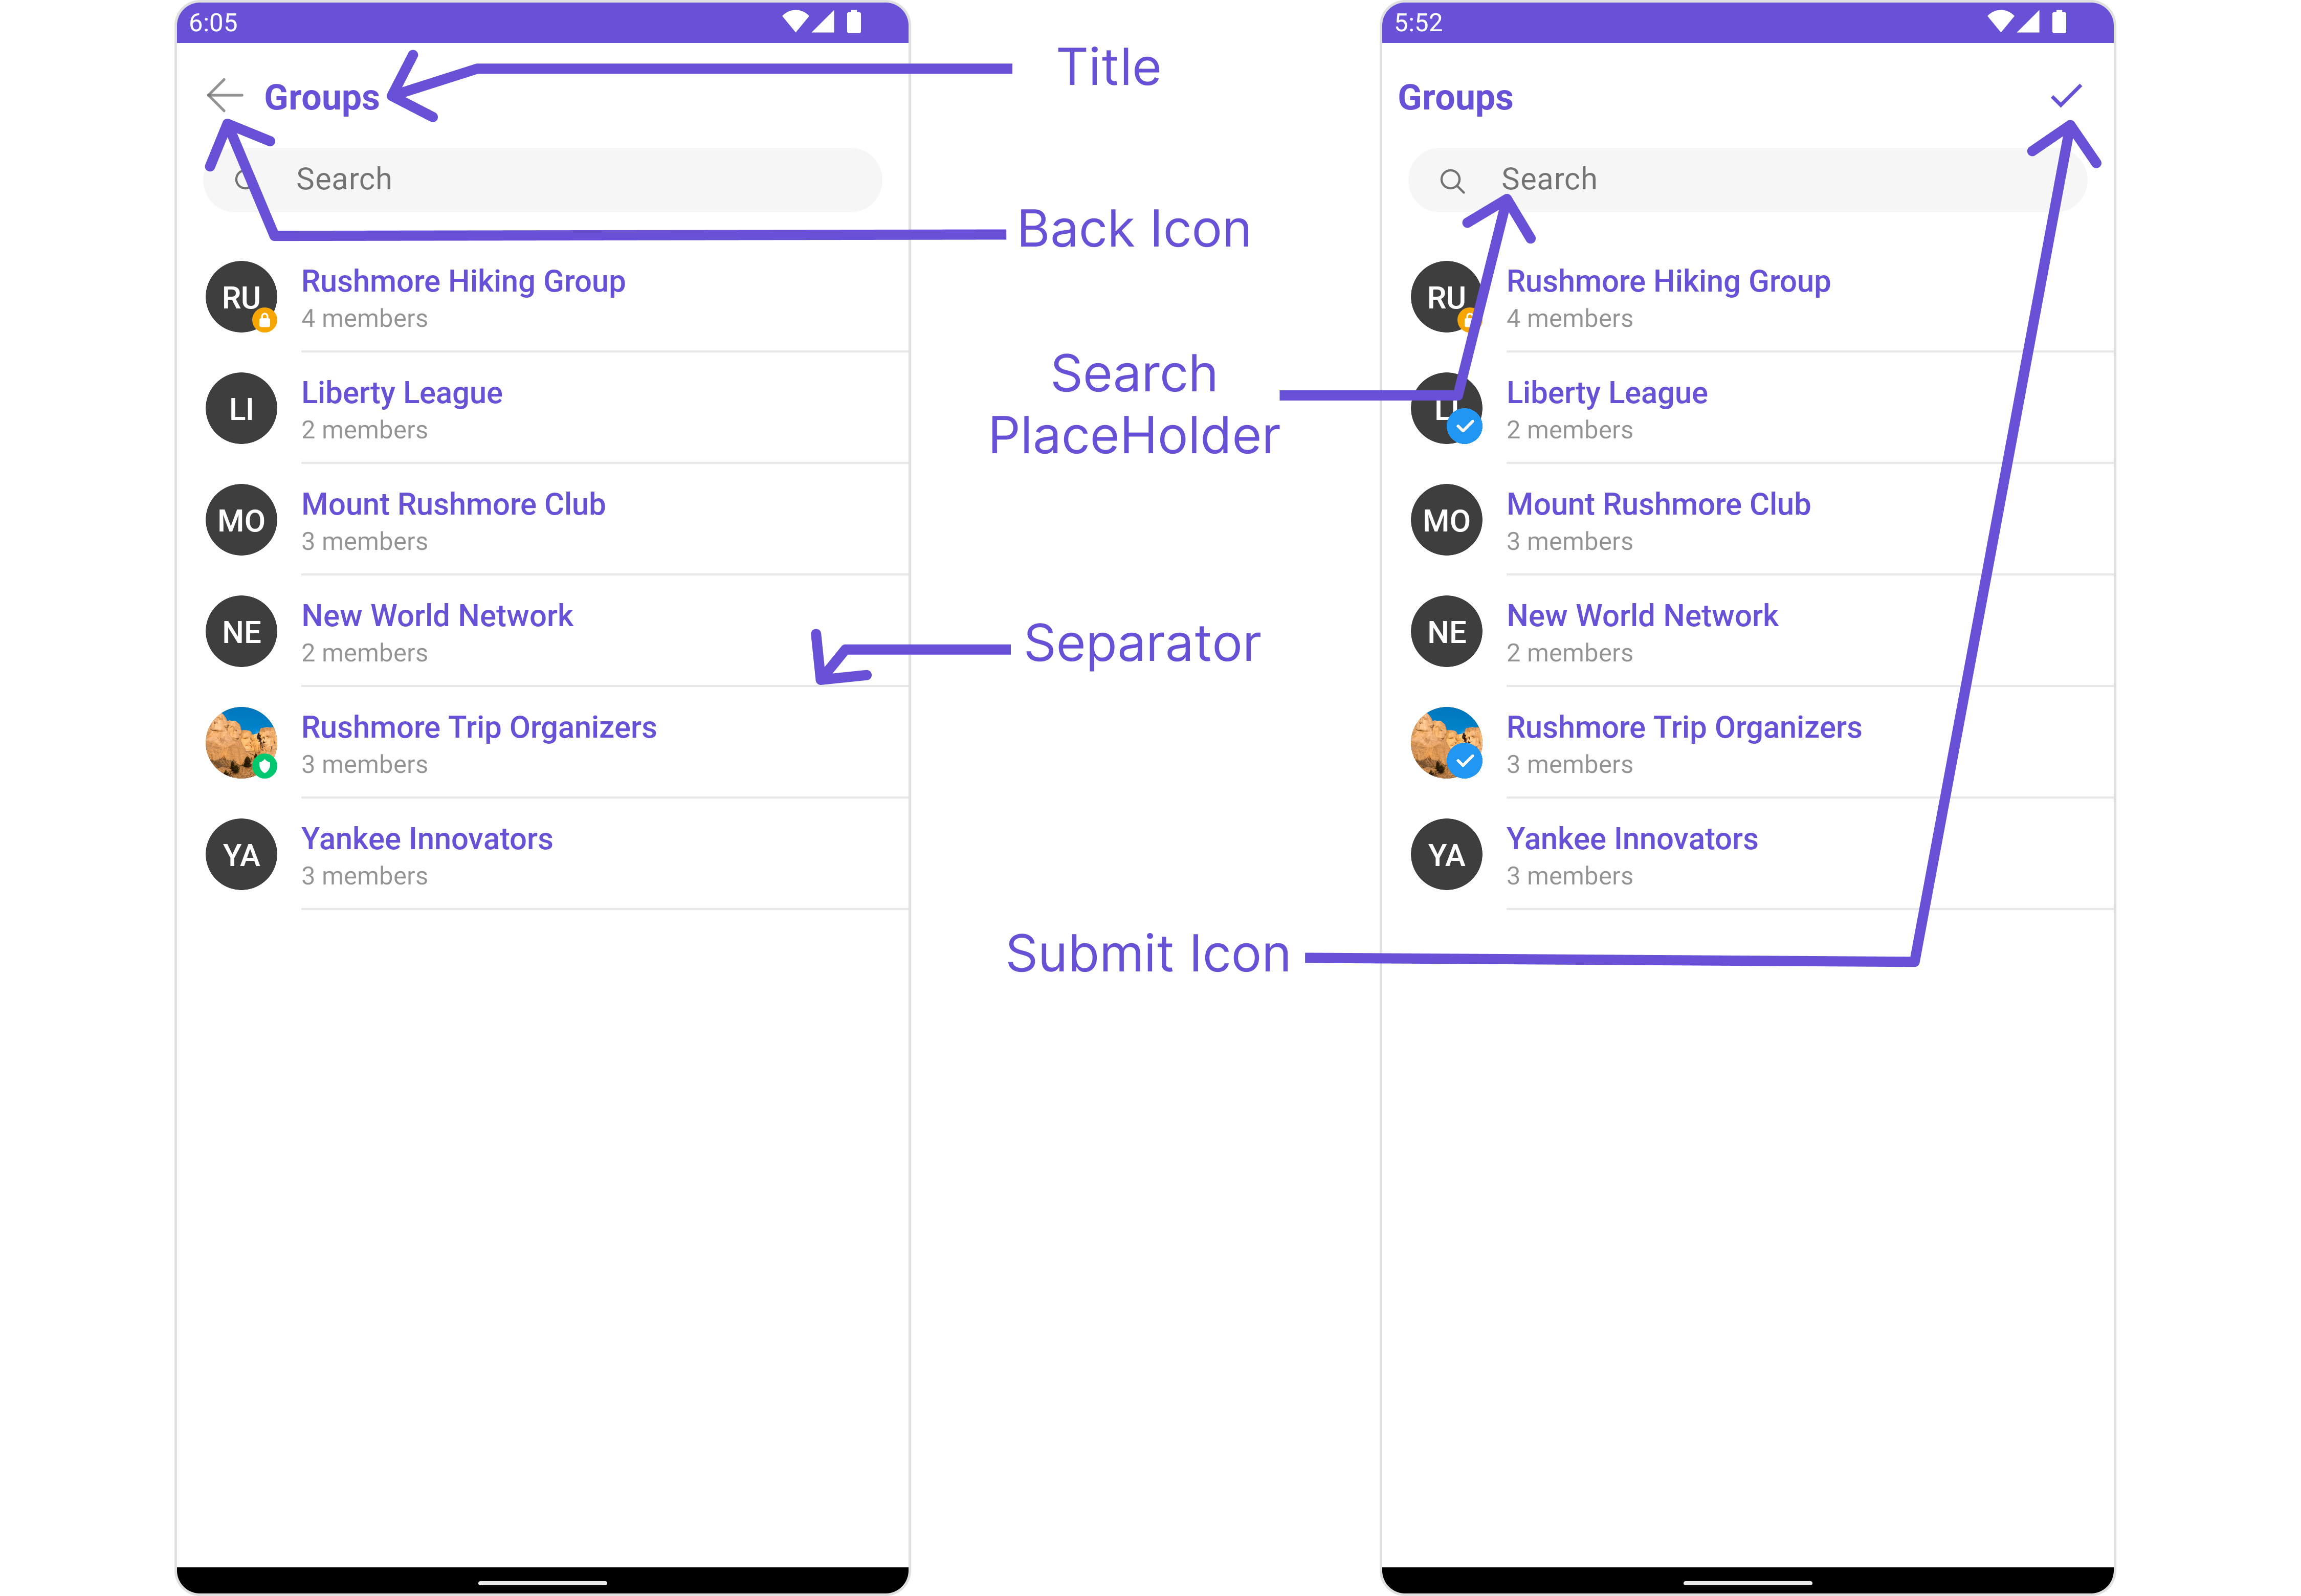 6:05
Groups
Search
RU
Rushmore Hiking Group
4 members
LI
Liberty League
2 members
MO
Mount Rushmore Club
3 members
NE
New World Network
2 members
Rushmore Trip Organizers
3 members
YA
Yankee Innovators
3 members
Title
Back Icon
Search
PlaceHolder
Separator
Submit Icon
5:52
Groups
Search
RU
Rushmore Hiking Group
4 members
LI
Liberty League
2 members
MO
Mount Rushmore Club
3 members
NE
New World Network
2 members
Rushmore Trip Organizers
3 members
YA
Yankee Innovators
3 members